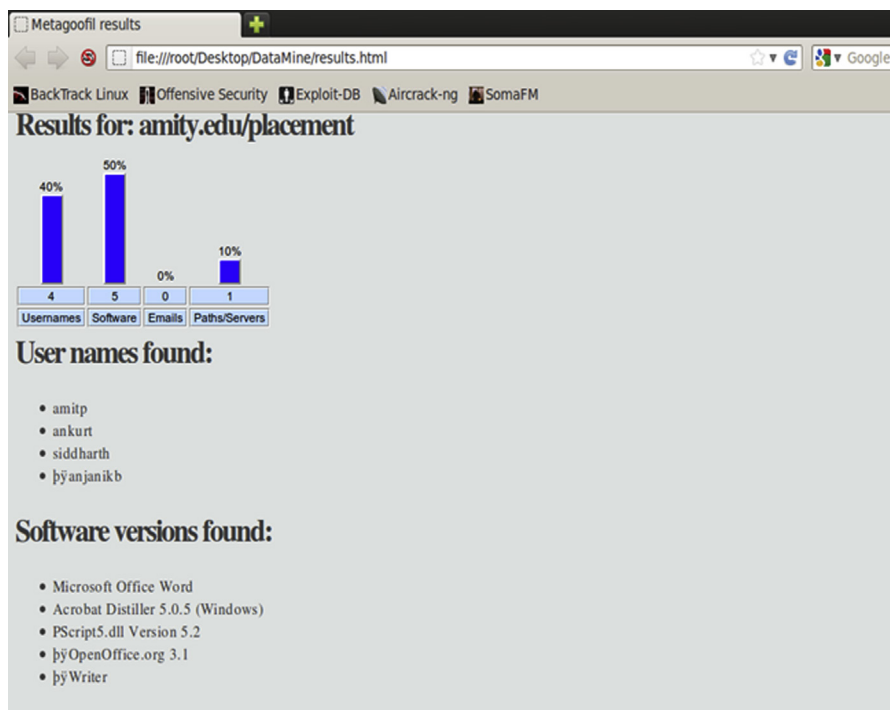 Metagoofil results
file:///root/Desktop/DataMine/results.html
Google
BackTrack Linux Offensive Security Exploit-DB Aircrack-ng SomaFM
Results for: amity.edu/placement
50%
40%
10%
0%
4 5 0 1
Usernames Software Emails Paths/Servers
User names found:
• amitp
• ankurt
• siddharth
• þÿanjanikb
Software versions found:
• Microsoft Office Word
• Acrobat Distiller 5.0.5 (Windows)
• PScript5.dll Version 5.2
• þÿOpenOffice.org 3.1
• þÿWriter